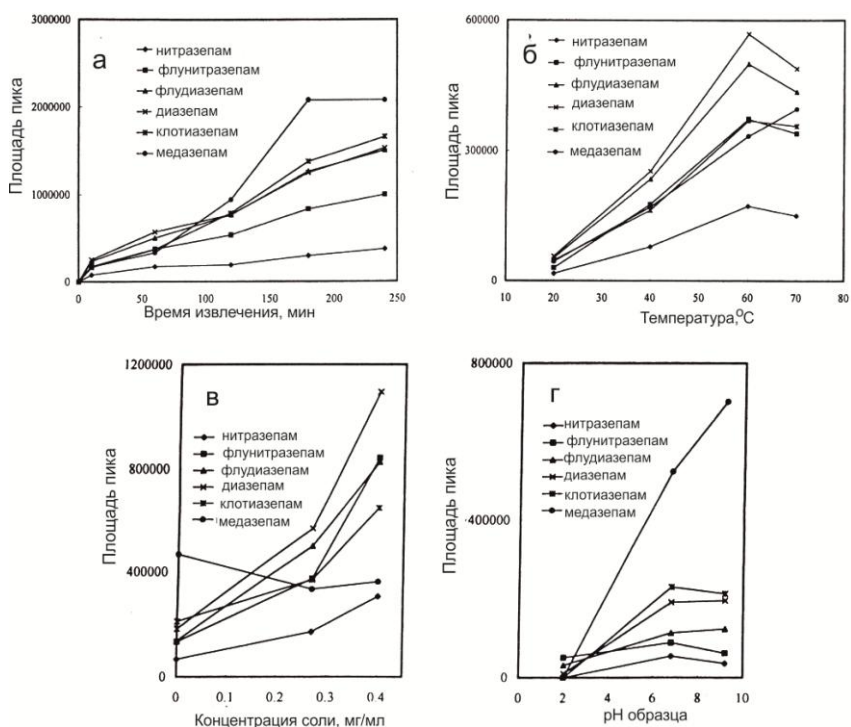 3000000
2000000
1000000
0
Площадь пика
а
нитразепам
флунитразепам
флудиазепам
диазепам
клотиазепам
медазепам
0 50 100 150 200 250
Время извлечения, мин
600000
300000
0
Площадь пика
б
нитразепам
флунитразепам
флудиазепам
диазепам
клотиазепам
медазепам
10 20 30 40 50 60 70 80
Температура,°С
1200000
800000
400000
0
Площадь пика
в
нитразепам
флунитразепам
флудиазепам
диазепам
клотиазепам
медазепам
0 0.1 0.2 0.3 0.4
Концентрация соли, мг/мл
800000
400000
0
Площадь пика
г
нитразепам
флунитразепам
флудиазепам
диазепам
клотиазепам
медазепам
0 2 4 6 8 10
pH образца